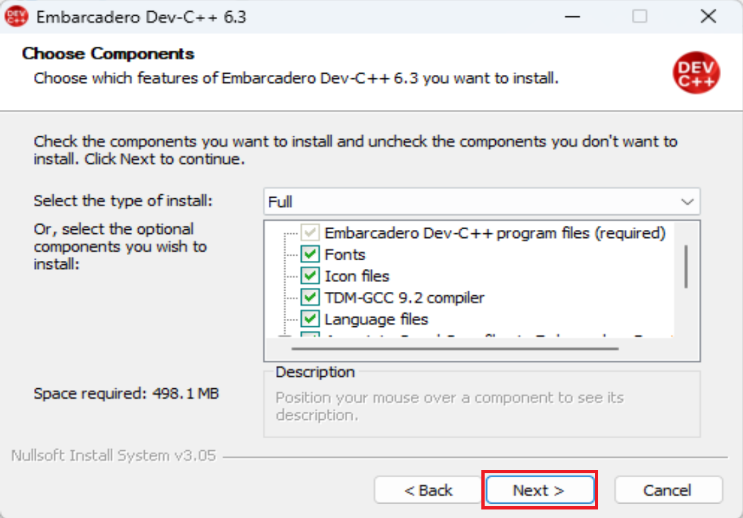 Embarcadero Dev-C++ 6.3
Choose Components
Choose which features of Embarcadero Dev-C++ 6.3 you want to install.
DEV
C++
Check the components you want to install and uncheck the components you don't want to
install. Click Next to continue.
Select the type of install:
Full
Or, select the optional
components you wish to
install:
Embarcadero Dev-C++ program files (required)
Fonts
Icon files
TDM-GCC 9.2 compiler
Language files
Space required: 498.1 MB
Description
Position your mouse over a component to see its
description.
Nullsoft Install System v3.05
< Back
Next >
Cancel